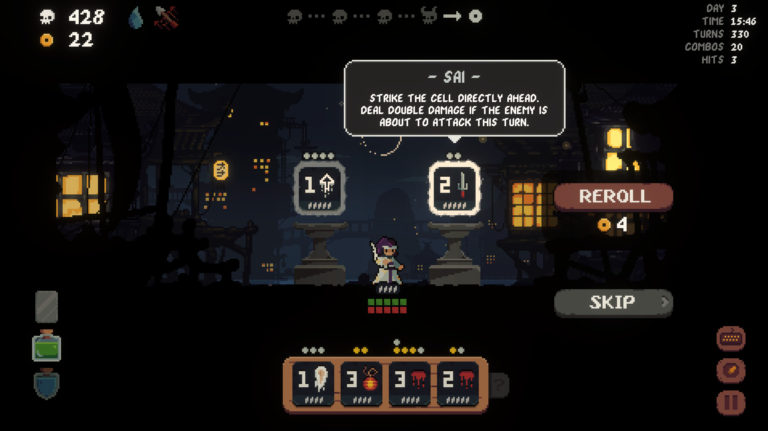 428
22
DAY 3
TIME 15:46
TURNS 330
COMBOS 20
HITS 3
- SAI -
STRIKE THE CELL DIRECTLY AHEAD.
DEAL DOUBLE DAMAGE IF THE ENEMY IS
ABOUT TO ATTACK THIS TURN.
1
2
REROLL
4
SKIP
1 3 3 2
?